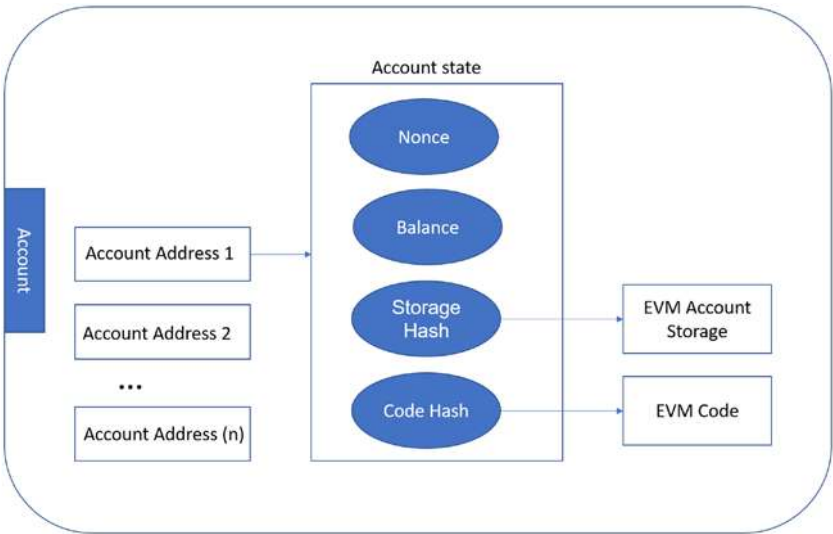 Account state
Nonce
Balance
Storage
Hash
Code Hash
Account
Account Address 1
Account Address 2
...
Account Address (n)
EVM Account
Storage
EVM Code